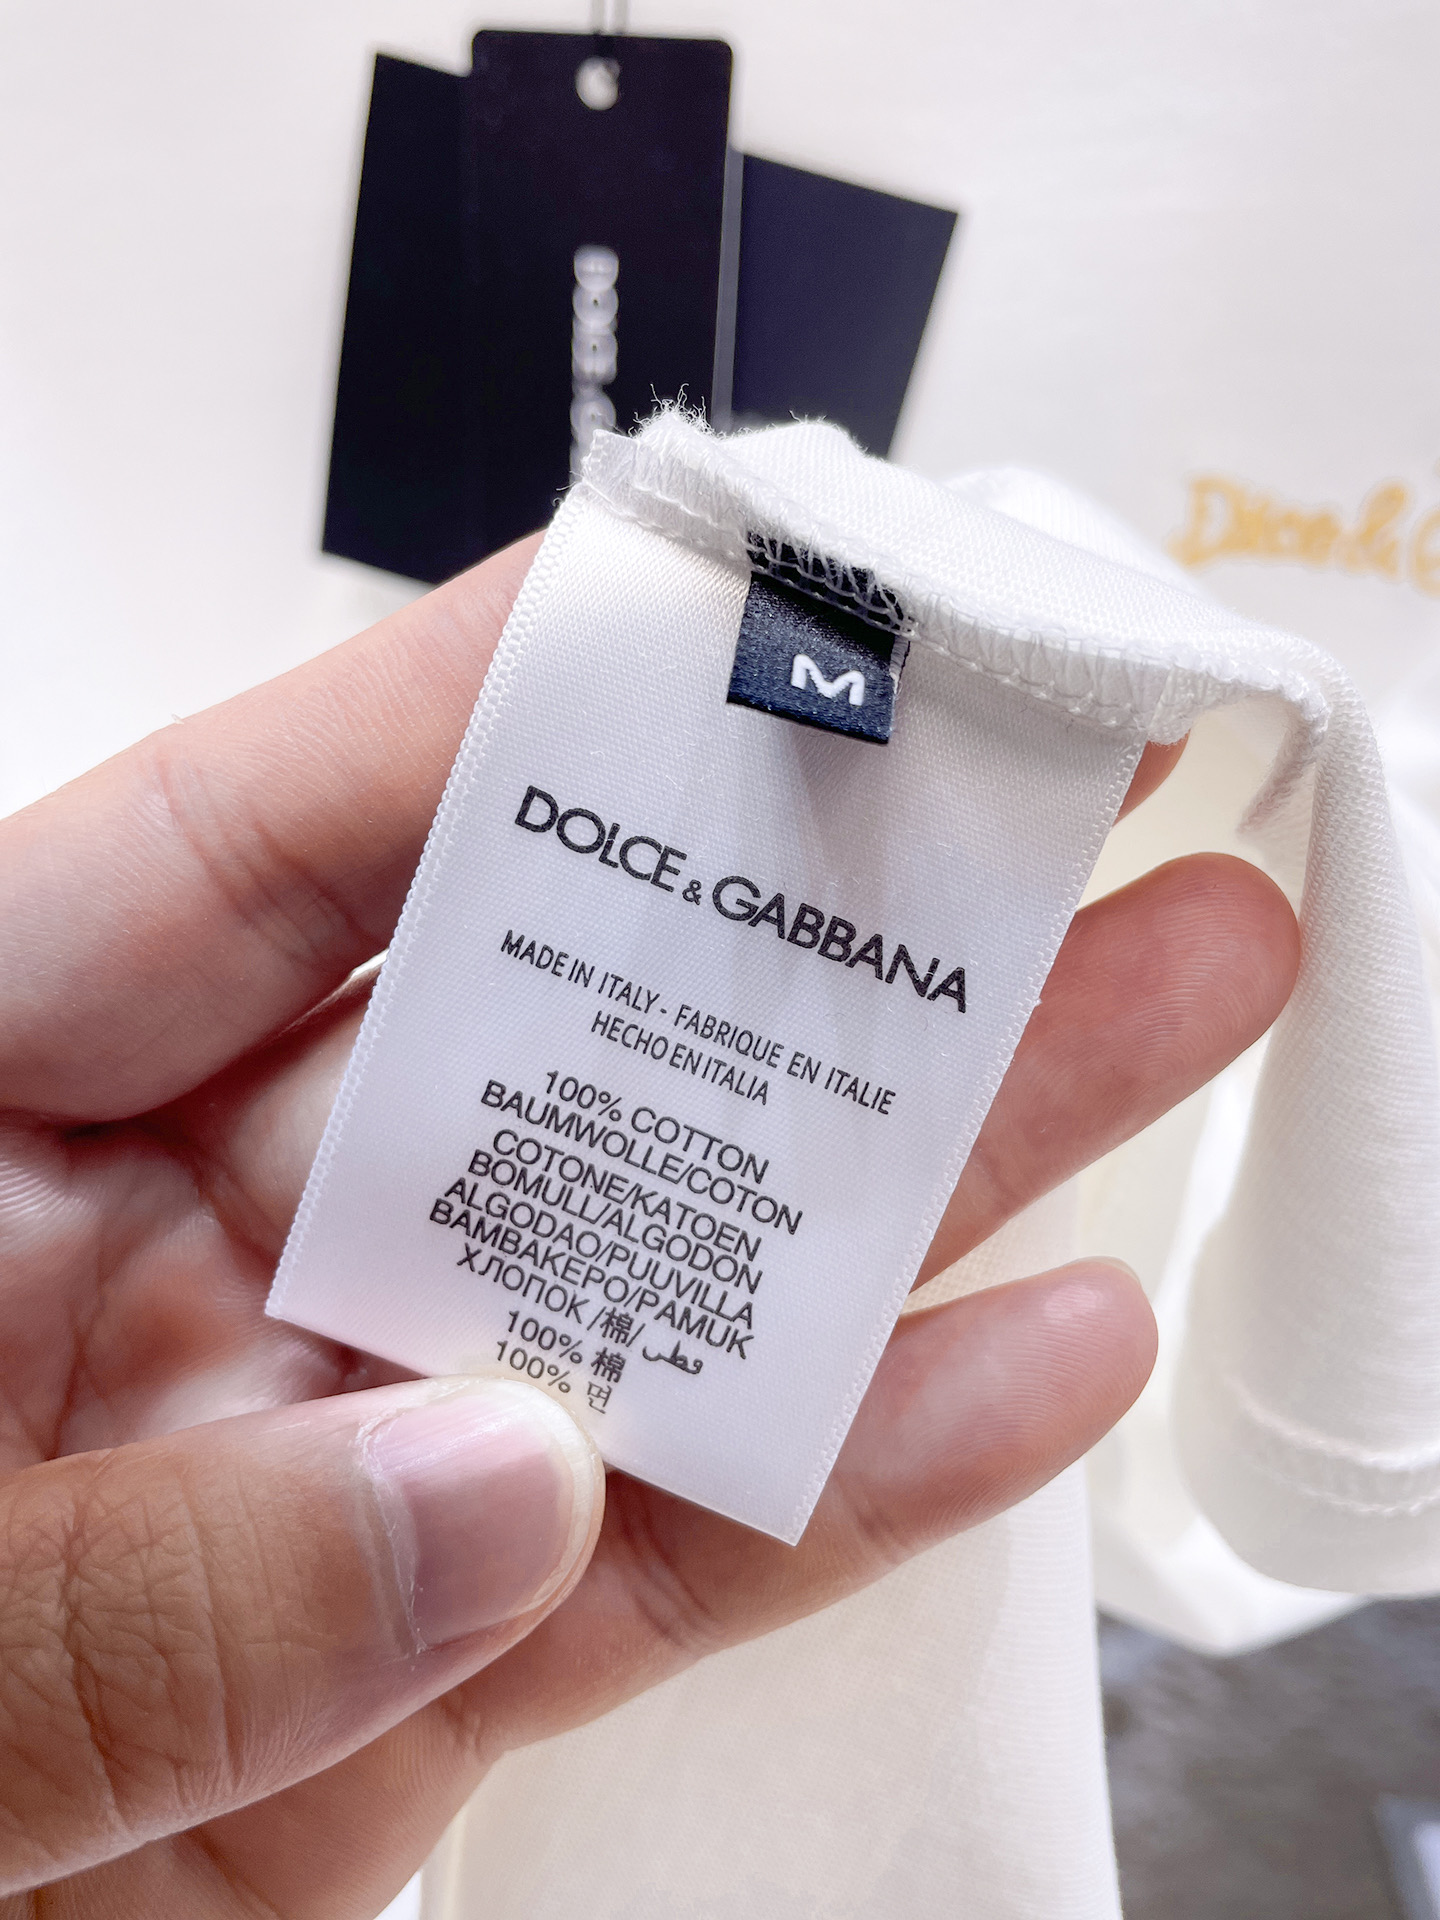 M
DOLCE & GABBANA
MADE IN ITALY - FABRIQUE EN ITALIE
HECHO EN ITALIA
100% COTTON
BAUMWOLLE/COTON
COTONE/KATOEN
BOMULL/ALGODON
ALGODAO/PUUVILLA
BAMBAKEPO/PAMUK
ХЛОПОК /棉/ قطن
100% 棉
100% 면